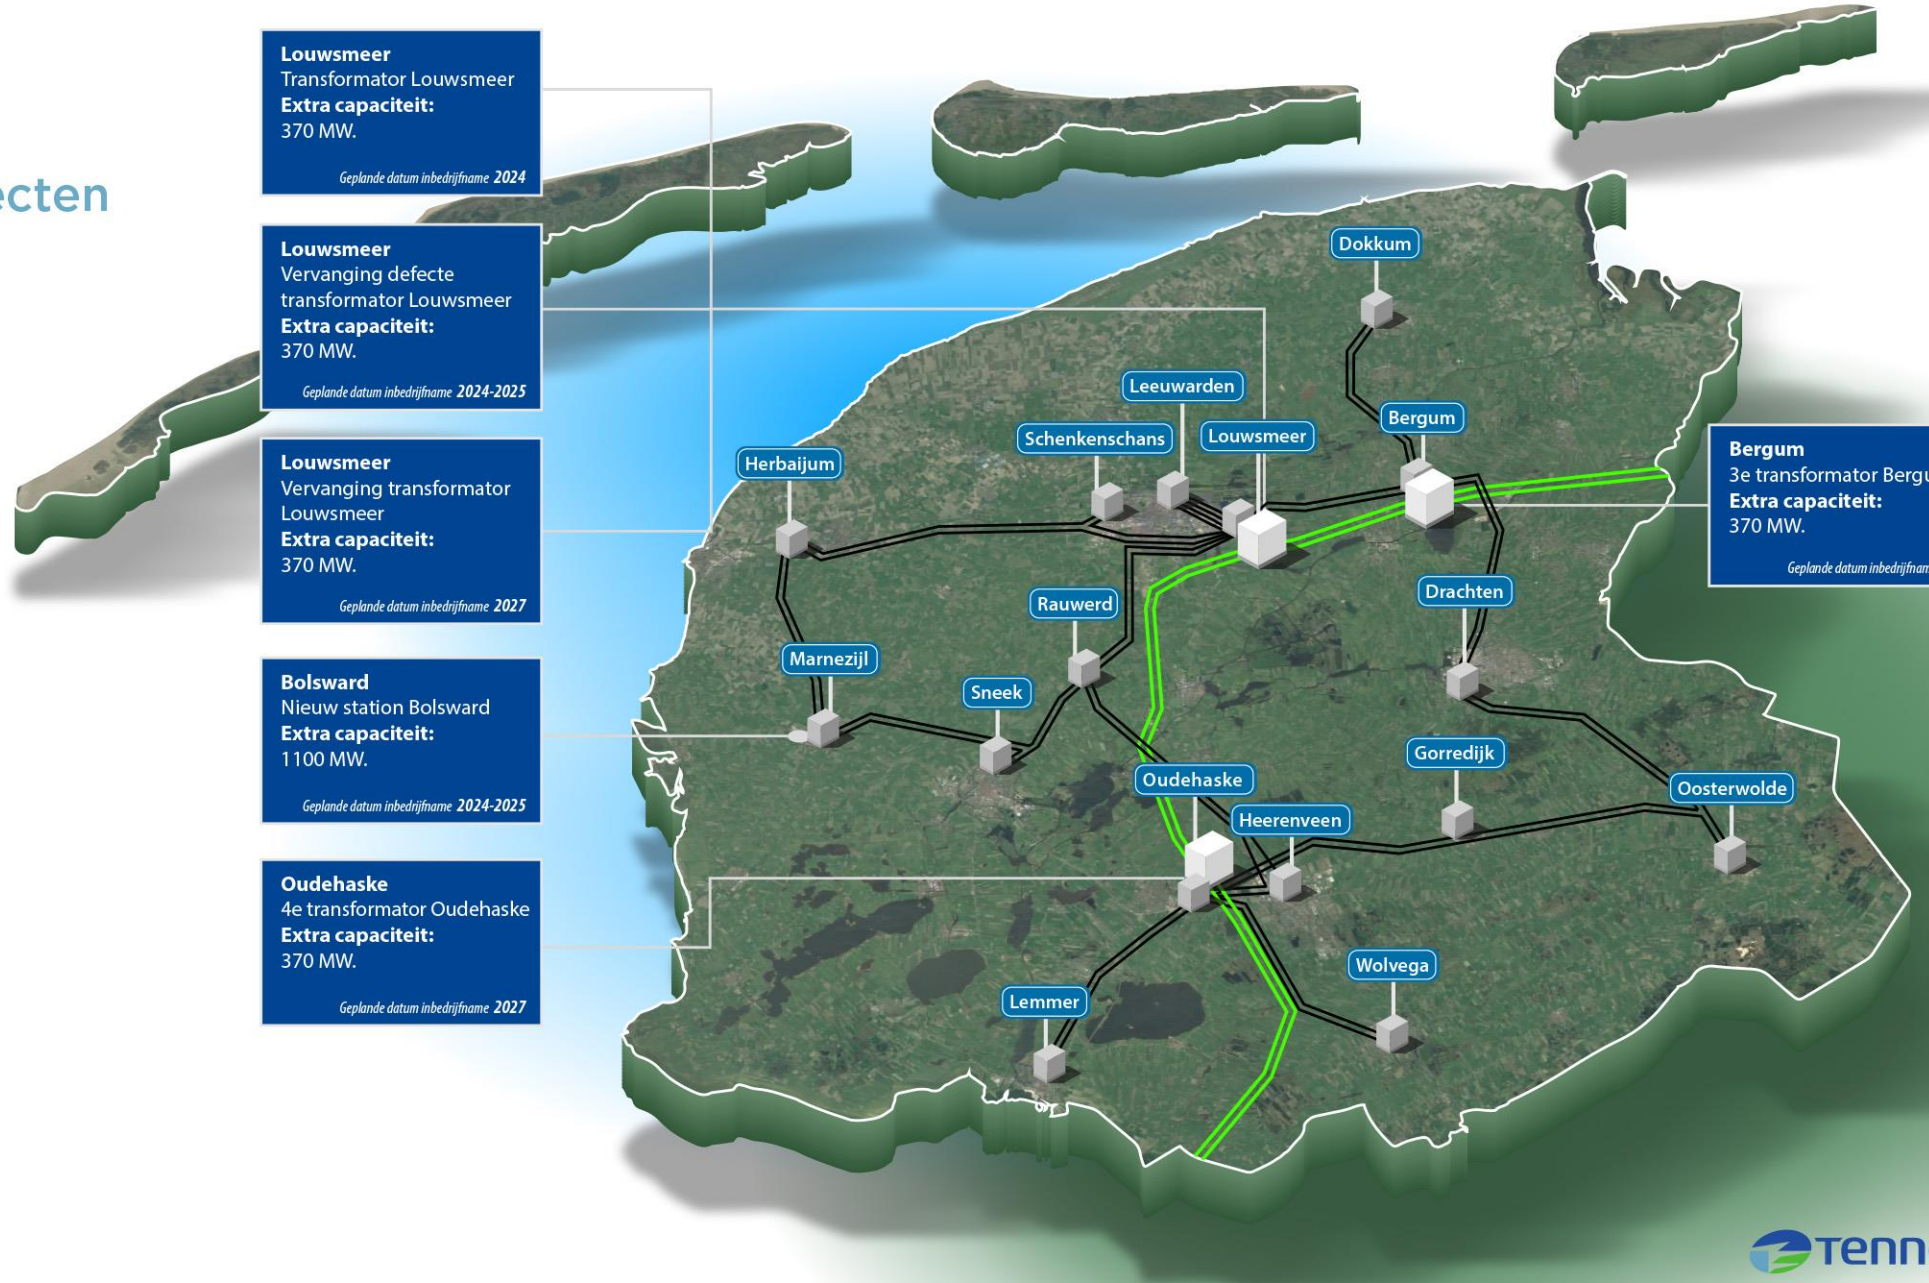 Louwsmeer
Transformator Louwsmeer
Extra capaciteit:
370 MW.
Geplande datum inbedrijfname 2024
ecten
Louwsmeer
Vervanging defecte
transformator Louwsmeer
Extra capaciteit:
370 MW.
Geplande datum inbedrijfname 2024-2025
Louwsmeer
Vervanging transformator
Louwsmeer
Extra capaciteit:
370 MW.
Geplande datum inbedrijfname 2027
Bolsward
Nieuw station Bolsward
Extra capaciteit:
1100 MW.
Geplande datum inbedrijfname 2024-2025
Oudehaske
4e transformator Oudehaske
Extra capaciteit:
370 MW.
Geplande datum inbedrijfname 2027
Dokkum
Leeuwarden
Bergum
Schenkenschans
Louwsmeer
Herbaijum
Drachten
Rauwerd
Marnezijl
Sneek
Gorredijk
Oudehaske
Oosterwolde
Heerenveen
Wolvega
Lemmer
Bergum
3e transformator Bergu
Extra capaciteit:
370 MW.
Geplande datum inbedrijfnam
Tenn